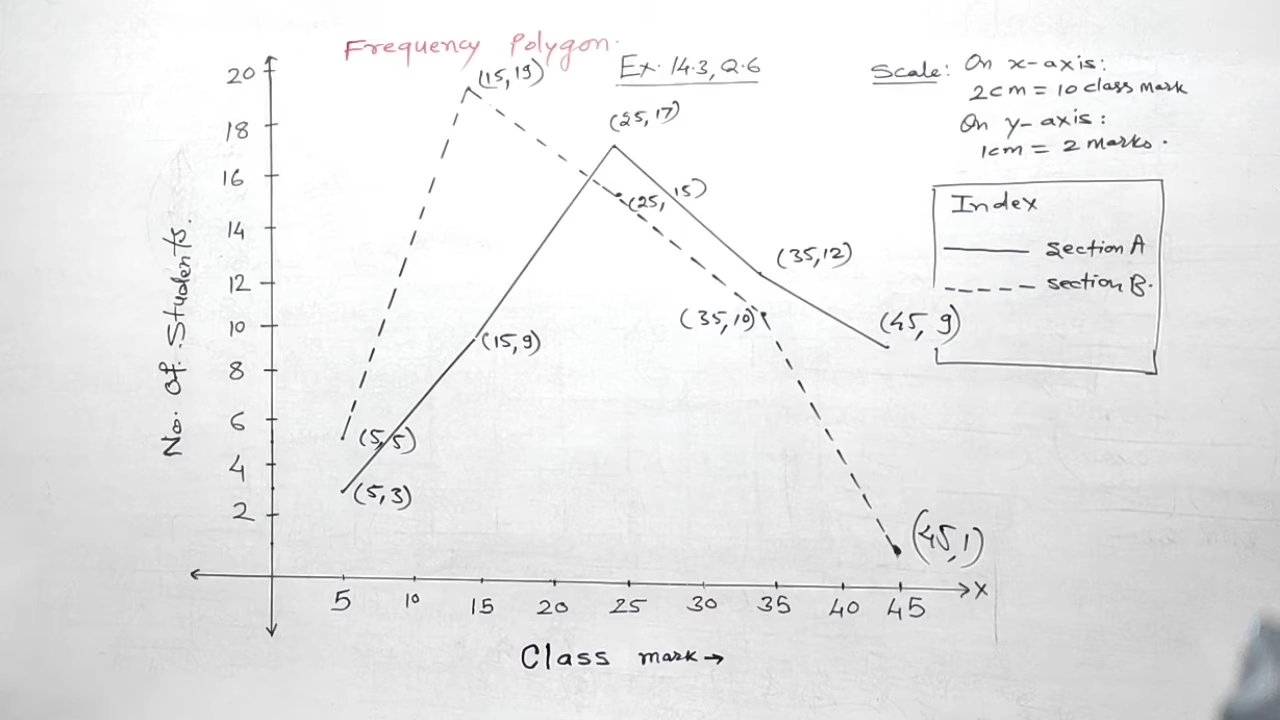 Frequency Polygon.
Ex. 14.3, Q.6
Scale: On x-axis:
2cm = 10 class mark
On y-axis:
1cm = 2 marks.
Index
Section A
Section B.
No. Of. Students.
20
18
16
14
12
10
8
6
4
2
(15,19)
(25,17)
(25, 15)
(35,12)
(35,10)
(45, 9)
(15,9)
(5,5)
(5,3)
(45,1)
5 10 15 20 25 30 35 40 45 X
Class mark →